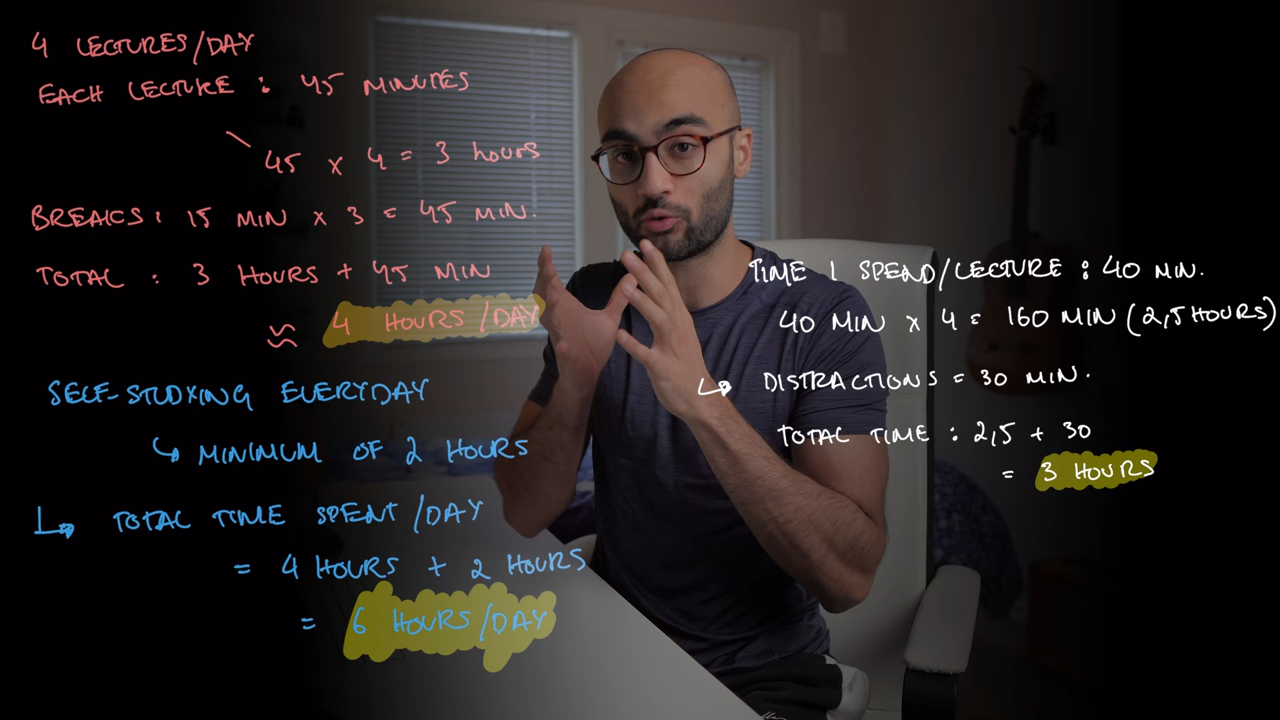 4 LECTURES/DAY
EACH LECTURE : 45 MINUTES
45 x 4 = 3 hours
BREAKS: 15 MIN x 3 = 45 MIN.
TOTAL : 3 HOURS + 45 MIN
≈ 4 HOURS/DAY
SELF-STUDYING EVERYDAY
↳ MINIMUM OF 2 HOURS
↳ TOTAL TIME SPENT/DAY
= 4 HOURS + 2 HOURS
= 6 HOURS/DAY
TIME I SPEND/LECTURE : 40 MIN.
40 MIN x 4 = 160 MIN (2,5 HOURS)
↳ DISTRACTIONS = 30 MIN.
TOTAL TIME : 2,5 + 30
= 3 HOURS